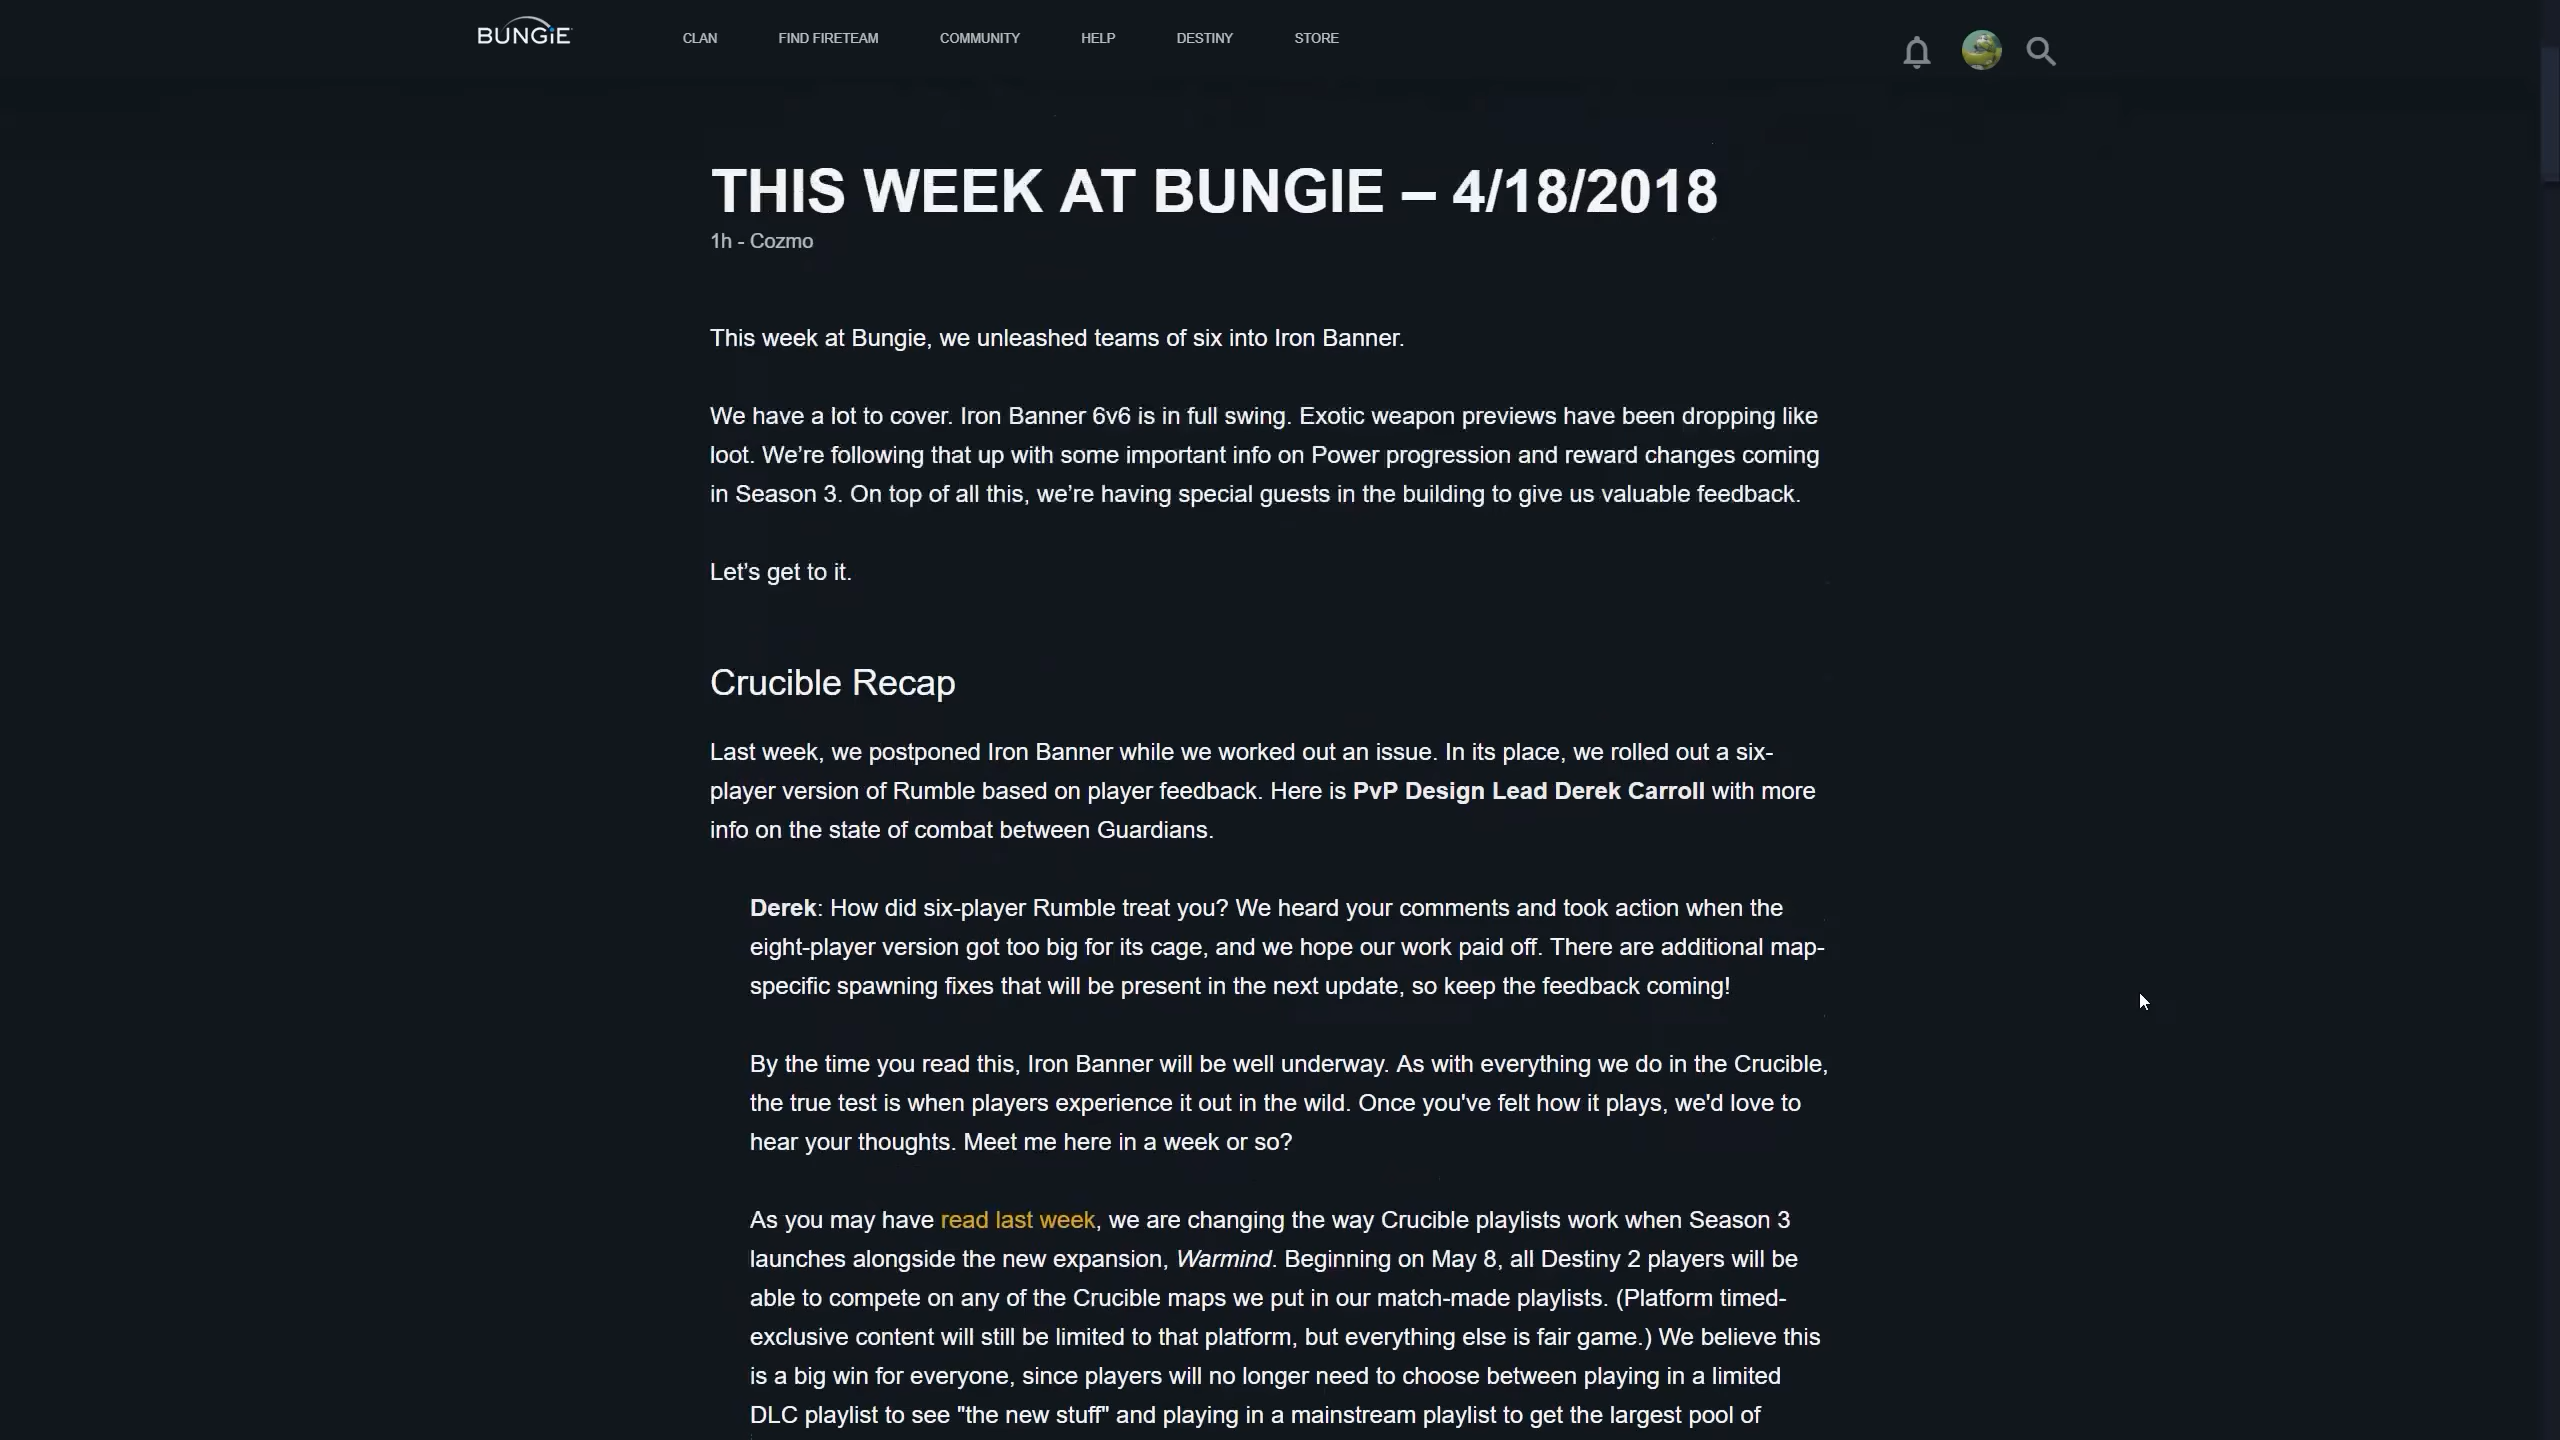 BUNGiE
CLAN FIND FIRETEAM COMMUNITY HELP DESTINY STORE
THIS WEEK AT BUNGIE – 4/18/2018
1h - Cozmo
This week at Bungie, we unleashed teams of six into Iron Banner.
We have a lot to cover. Iron Banner 6v6 is in full swing. Exotic weapon previews have been dropping like
loot. We’re following that up with some important info on Power progression and reward changes coming
in Season 3. On top of all this, we’re having special guests in the building to give us valuable feedback.
Let’s get to it.
Crucible Recap
Last week, we postponed Iron Banner while we worked out an issue. In its place, we rolled out a six-
player version of Rumble based on player feedback. Here is PvP Design Lead Derek Carroll with more
info on the state of combat between Guardians.
Derek: How did six-player Rumble treat you? We heard your comments and took action when the
eight-player version got too big for its cage, and we hope our work paid off. There are additional map-
specific spawning fixes that will be present in the next update, so keep the feedback coming!
By the time you read this, Iron Banner will be well underway. As with everything we do in the Crucible,
the true test is when players experience it out in the wild. Once you've felt how it plays, we'd love to
hear your thoughts. Meet me here in a week or so?
As you may have read last week, we are changing the way Crucible playlists work when Season 3
launches alongside the new expansion, Warmind. Beginning on May 8, all Destiny 2 players will be
able to compete on any of the Crucible maps we put in our match-made playlists. (Platform timed-
exclusive content will still be limited to that platform, but everything else is fair game.) We believe this
is a big win for everyone, since players will no longer need to choose between playing in a limited
DLC playlist to see "the new stuff" and playing in a mainstream playlist to get the largest pool of